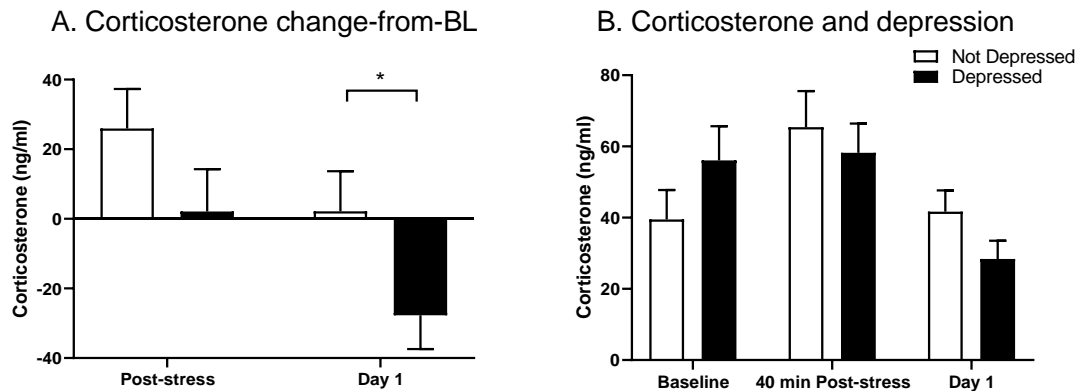 A. Corticosterone change-from-BL
Corticosterone (ng/ml)
40
20
0
-20
-40
*
Post-stress
Day 1
B. Corticosterone and depression
Not Depressed
Depressed
Corticosterone (ng/ml)
80
60
40
20
0
Baseline
40 min Post-stress
Day 1